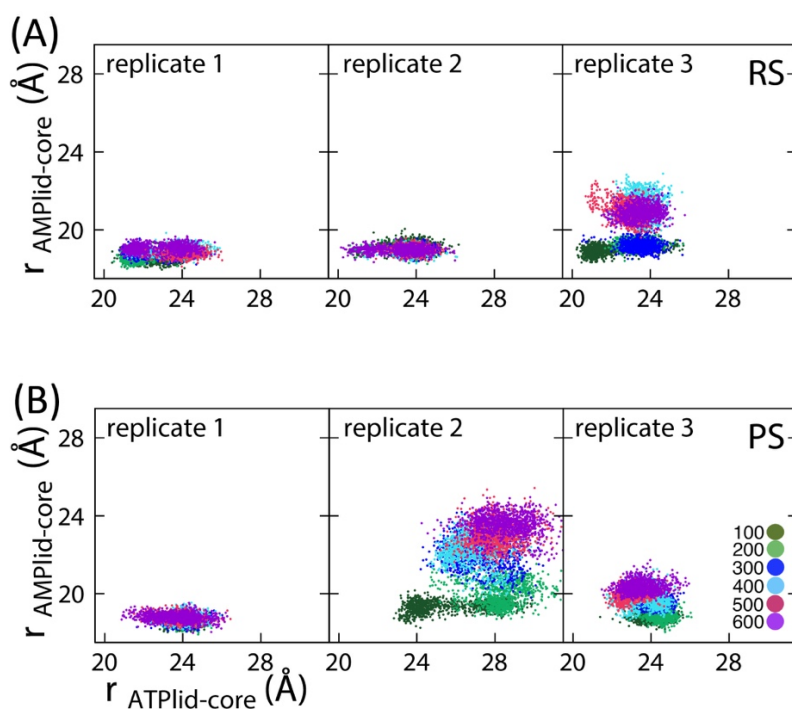 (A)
replicate 1 replicate 2 replicate 3 RS
r AMPlid-core (Å)
28
24
20
20 24 28 20 24 28 20 24 28
(B)
replicate 1 replicate 2 replicate 3 PS
r AMPlid-core (Å)
28
24
20
100
200
300
400
500
600
20 24 28 20 24 28 20 24 28
r ATPlid-core (Å)